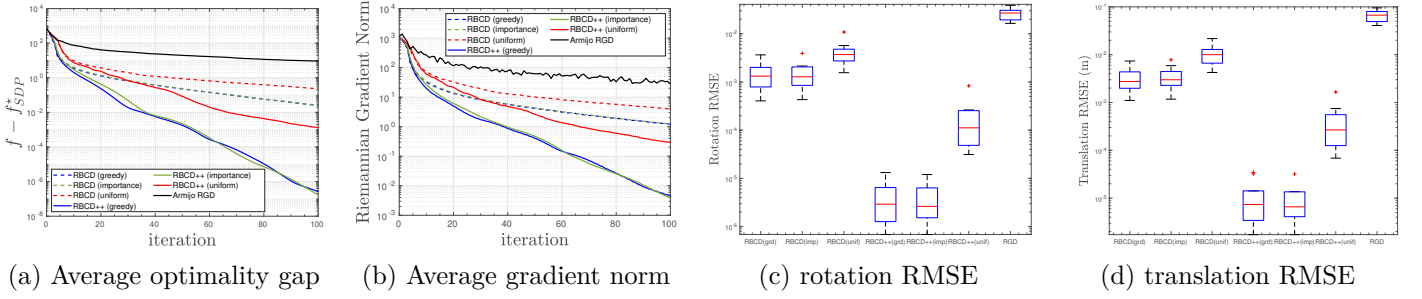 10^4
10^2
10^0
10^-2
10^-4
10^-6
10^-8
f − f*_SDP
RBCD (greedy)
RBCD (importance)
RBCD (uniform)
RBCD++ (greedy)
RBCD++ (importance)
RBCD++ (uniform)
Armijo RGD
0 20 40 60 80 100
iteration
(a) Average optimality gap
10^4
10^3
10^2
10^1
10^0
10^-1
10^-2
10^-3
Riemannian Gradient Norm
RBCD (greedy)
RBCD (importance)
RBCD (uniform)
RBCD++ (greedy)
RBCD++ (importance)
RBCD++ (uniform)
Armijo RGD
0 20 40 60 80 100
iteration
(b) Average gradient norm
10^-1
10^-2
10^-3
10^-4
10^-5
10^-6
Rotation RMSE
RBCD(grd) RBCD(imp) RBCD(unif) RBCD++(grd) RBCD++(imp) RBCD++(unif) RGD
(c) rotation RMSE
10^-1
10^-2
10^-3
10^-4
10^-5
Translation RMSE (m)
RBCD(grd) RBCD(imp) RBCD(unif) RBCD++(grd) RBCD++(imp) RBCD++(unif) RGD
(d) translation RMSE